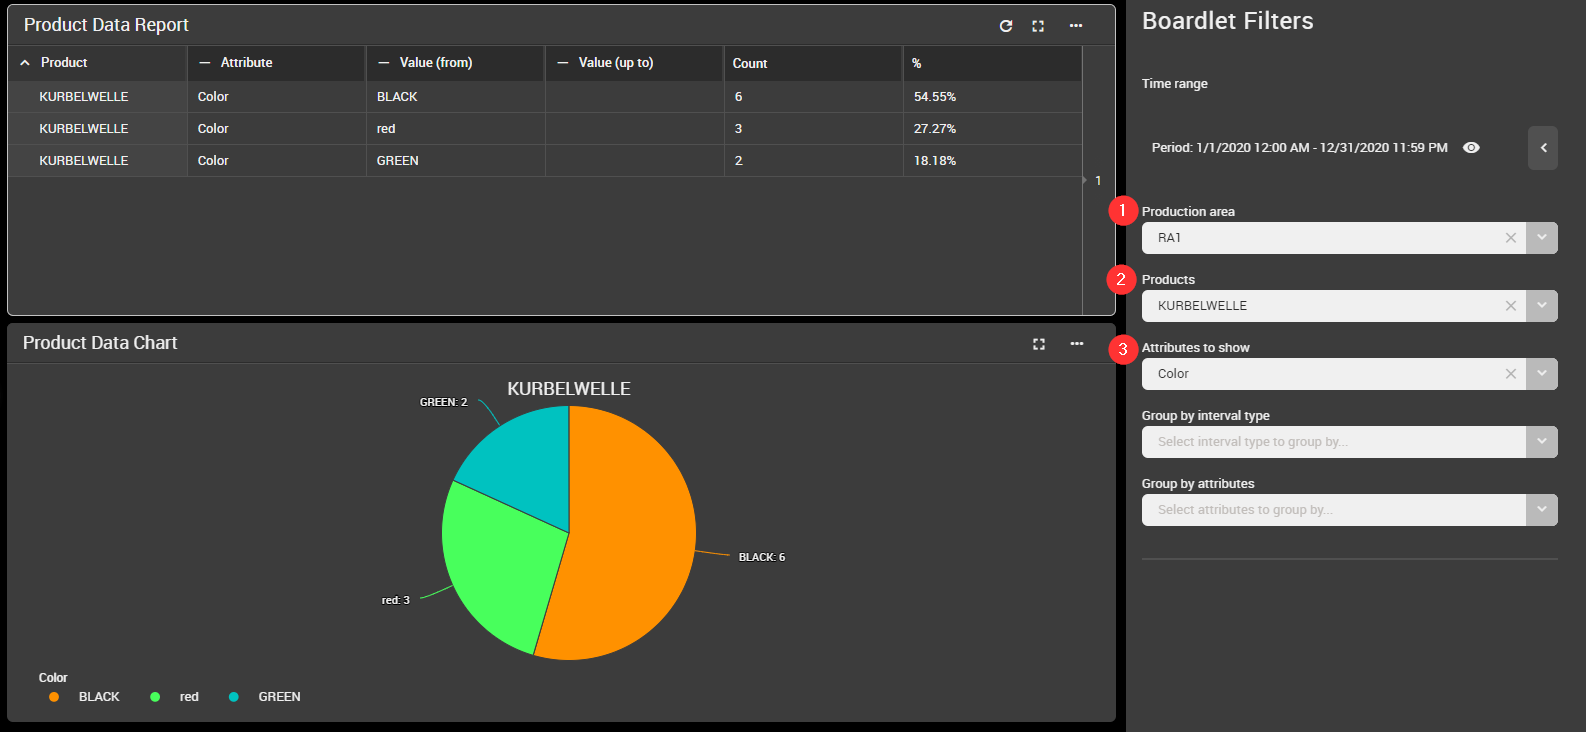 Product Data Report
Product Attribute Value (from) Value (up to) Count %
KURBELWELLE Color BLACK 6 54.55%
KURBELWELLE Color red 3 27.27%
KURBELWELLE Color GREEN 2 18.18%
1
Product Data Chart
KURBELWELLE
GREEN: 2
BLACK: 6
red: 3
Color
BLACK red GREEN
Boardlet Filters
Time range
Period: 1/1/2020 12:00 AM - 12/31/2020 11:59 PM
1 Production area
RA1
2 Products
KURBELWELLE
3 Attributes to show
Color
Group by interval type
Select interval type to group by...
Group by attributes
Select attributes to group by...